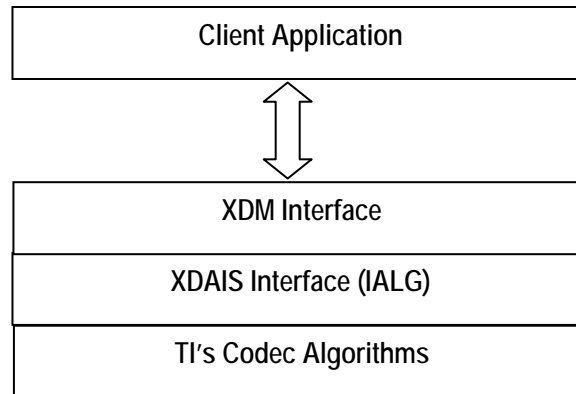 Client Application
XDM Interface
XDAIS Interface (IALG)
TI's Codec Algorithms